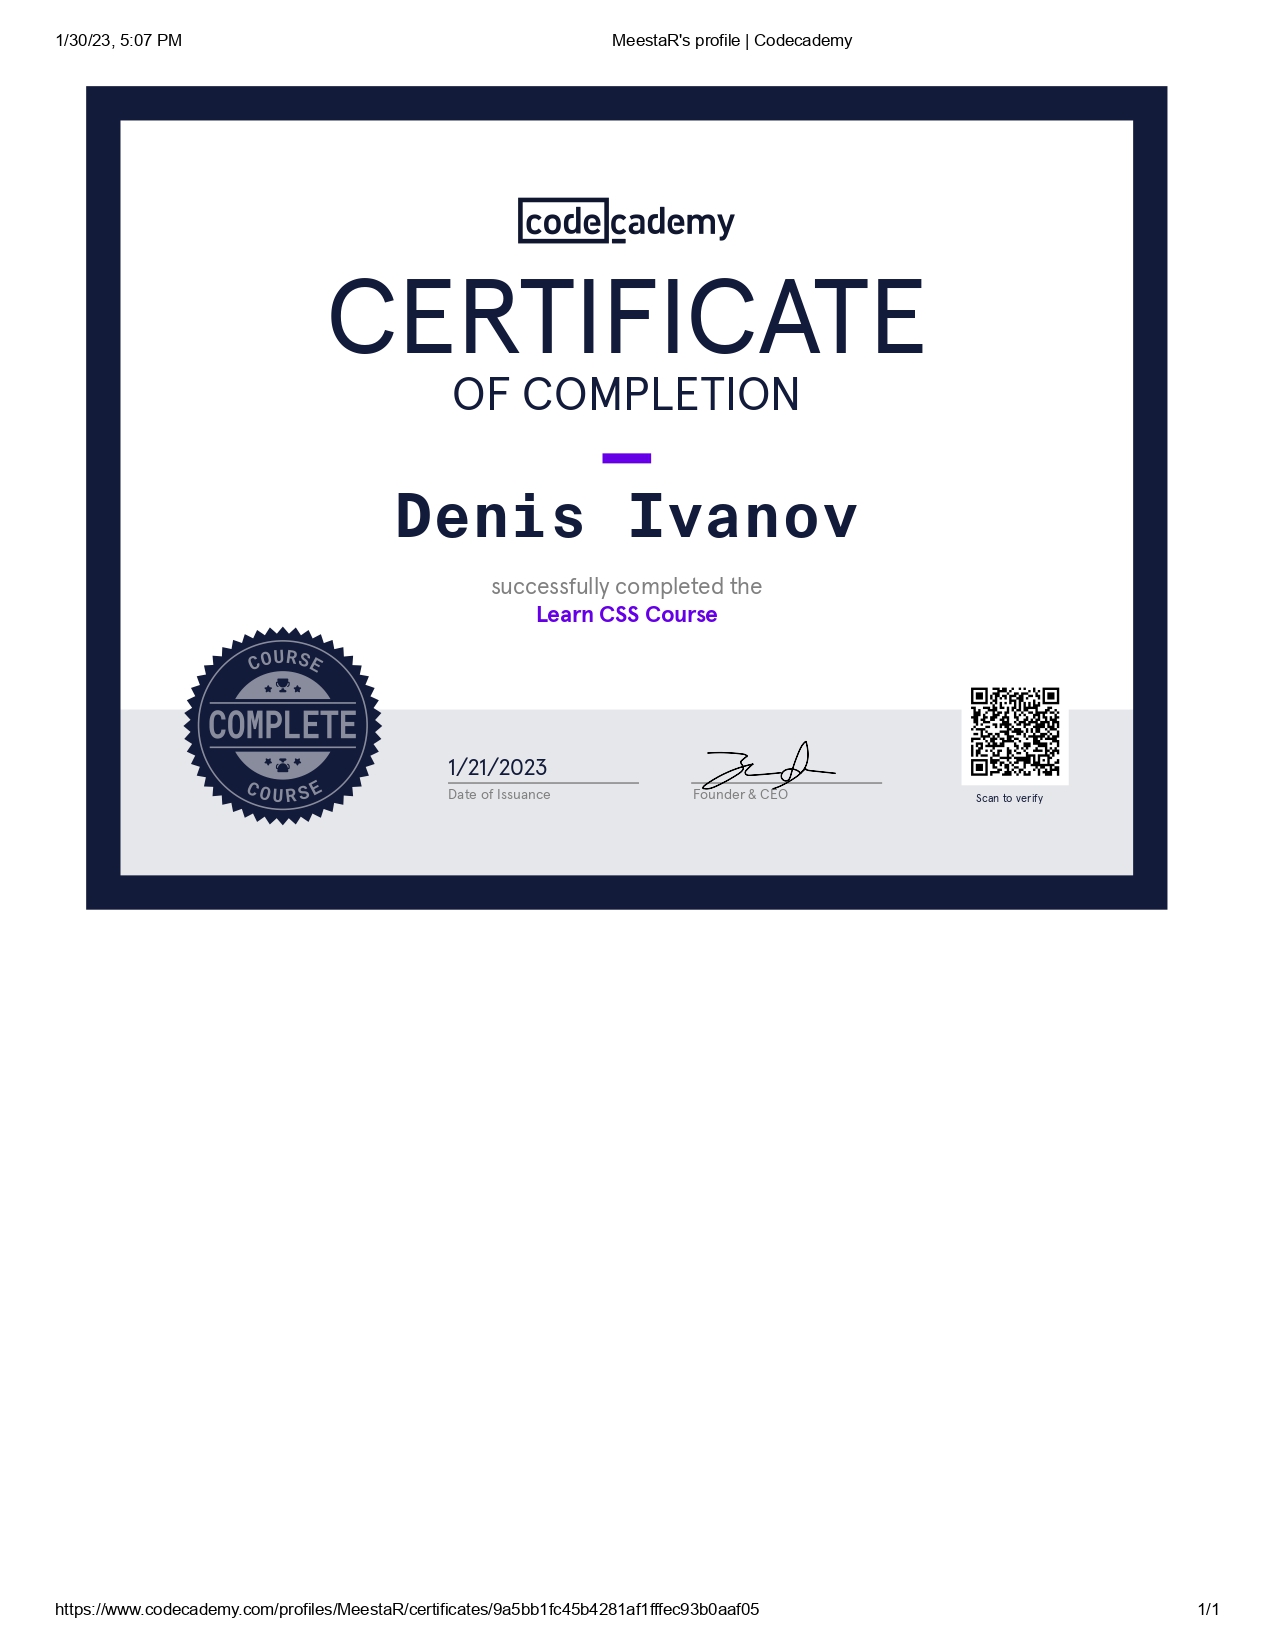 1/30/23, 5:07 PM
MeestaR's profile | Codecademy
codecademy
CERTIFICATE
OF COMPLETION
Denis Ivanov
successfully completed the
Learn CSS Course
COURSE
COMPLETE
COURSE
1/21/2023
Date of Issuance
Founder & CEO
Scan to verify
https://www.codecademy.com/profiles/MeestaR/certificates/9a5bb1fc45b4281af1fffec93b0aaf05
1/1